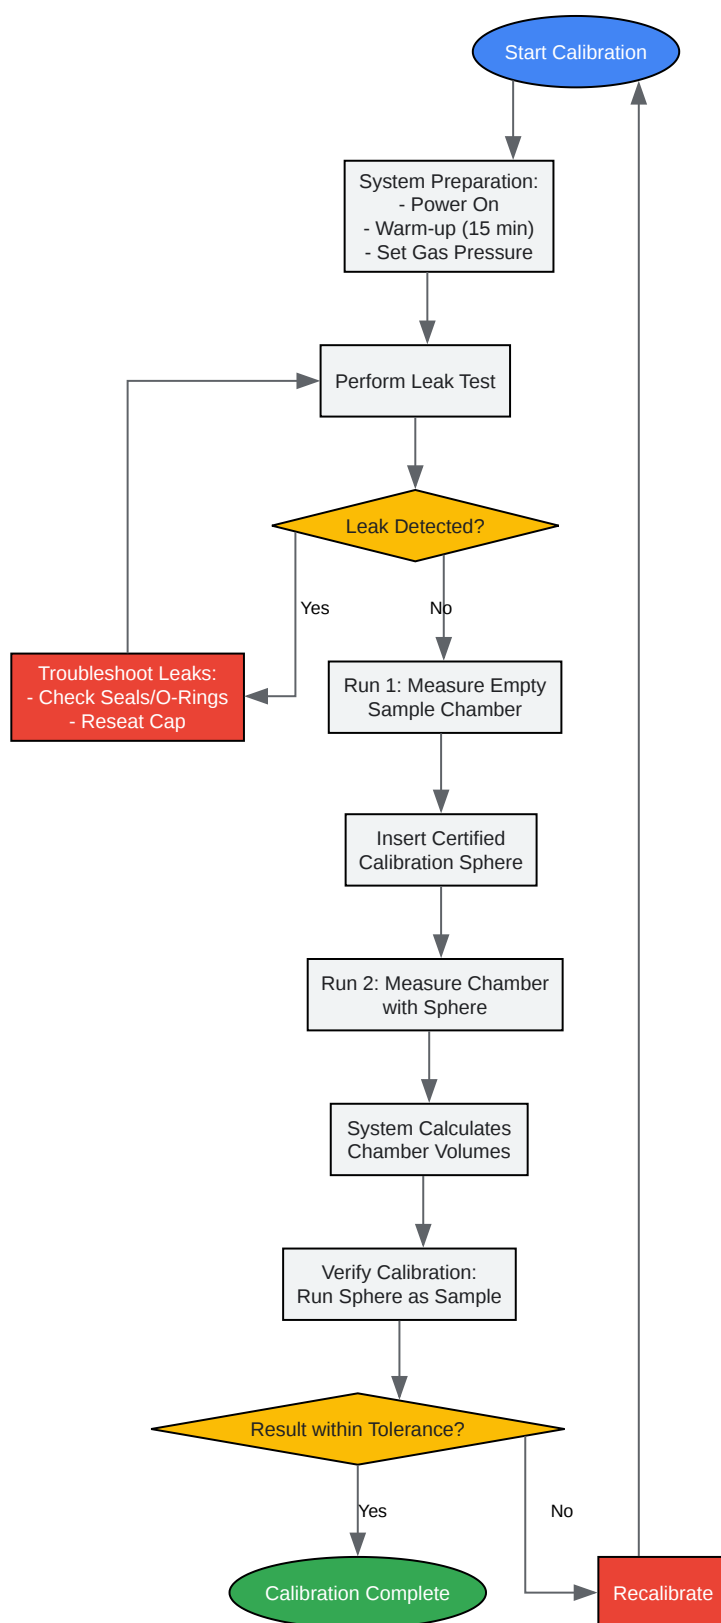 Start Calibration
System Preparation:
- Power On
- Warm-up (15 min)
- Set Gas Pressure
Perform Leak Test
Leak Detected?
Yes
No
Troubleshoot Leaks:
- Check Seals/O-Rings
- Reseat Cap
Run 1: Measure Empty
Sample Chamber
Insert Certified
Calibration Sphere
Run 2: Measure Chamber
with Sphere
System Calculates
Chamber Volumes
Verify Calibration:
Run Sphere as Sample
Result within Tolerance?
Yes
No
Calibration Complete
Recalibrate